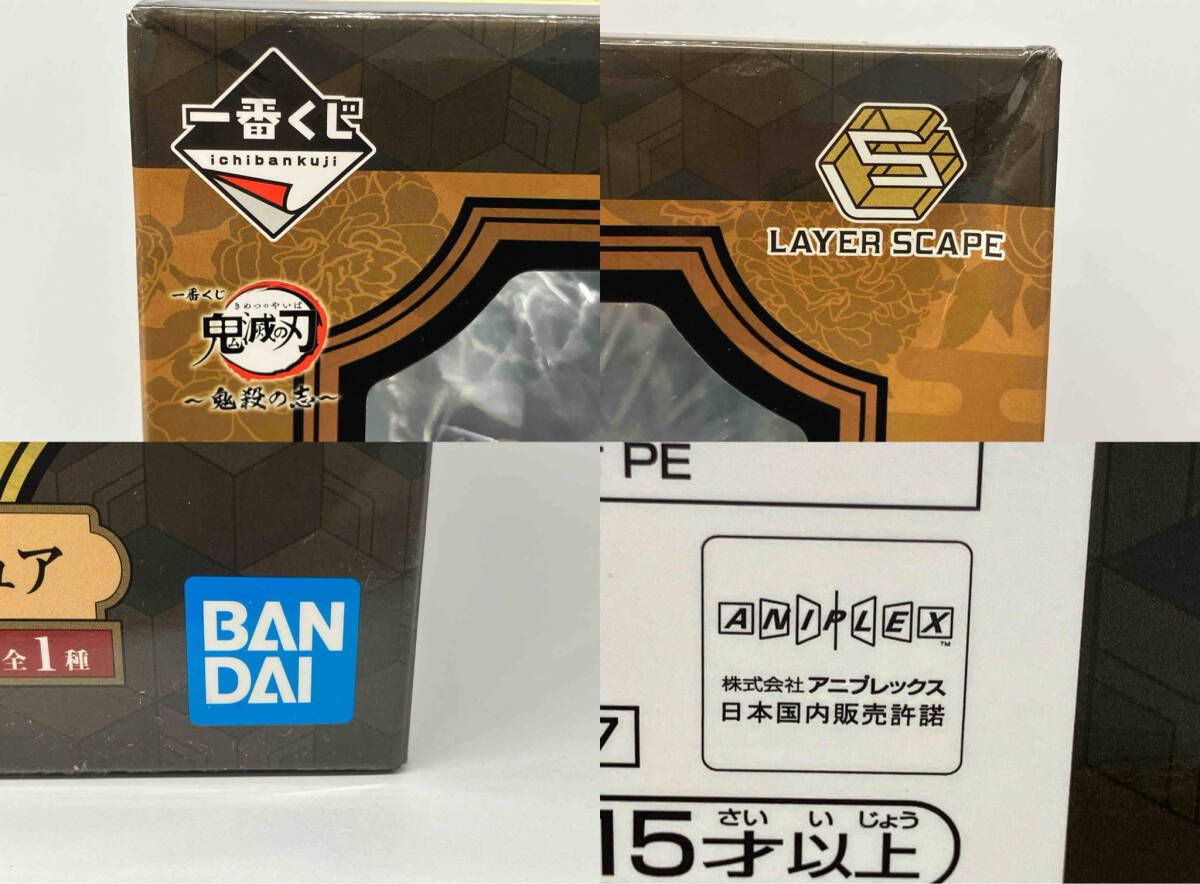 一番くじ
ichibankuji
一番くじ
きめつのやいば
鬼滅の刃
～鬼殺の志～
LAYER SCAPE
ュア
全1種
BAN
DAI
PE
ANIPLEX
TM
株式会社アニプレックス
日本国内販売許諾
7
さい い じょう
15才以上